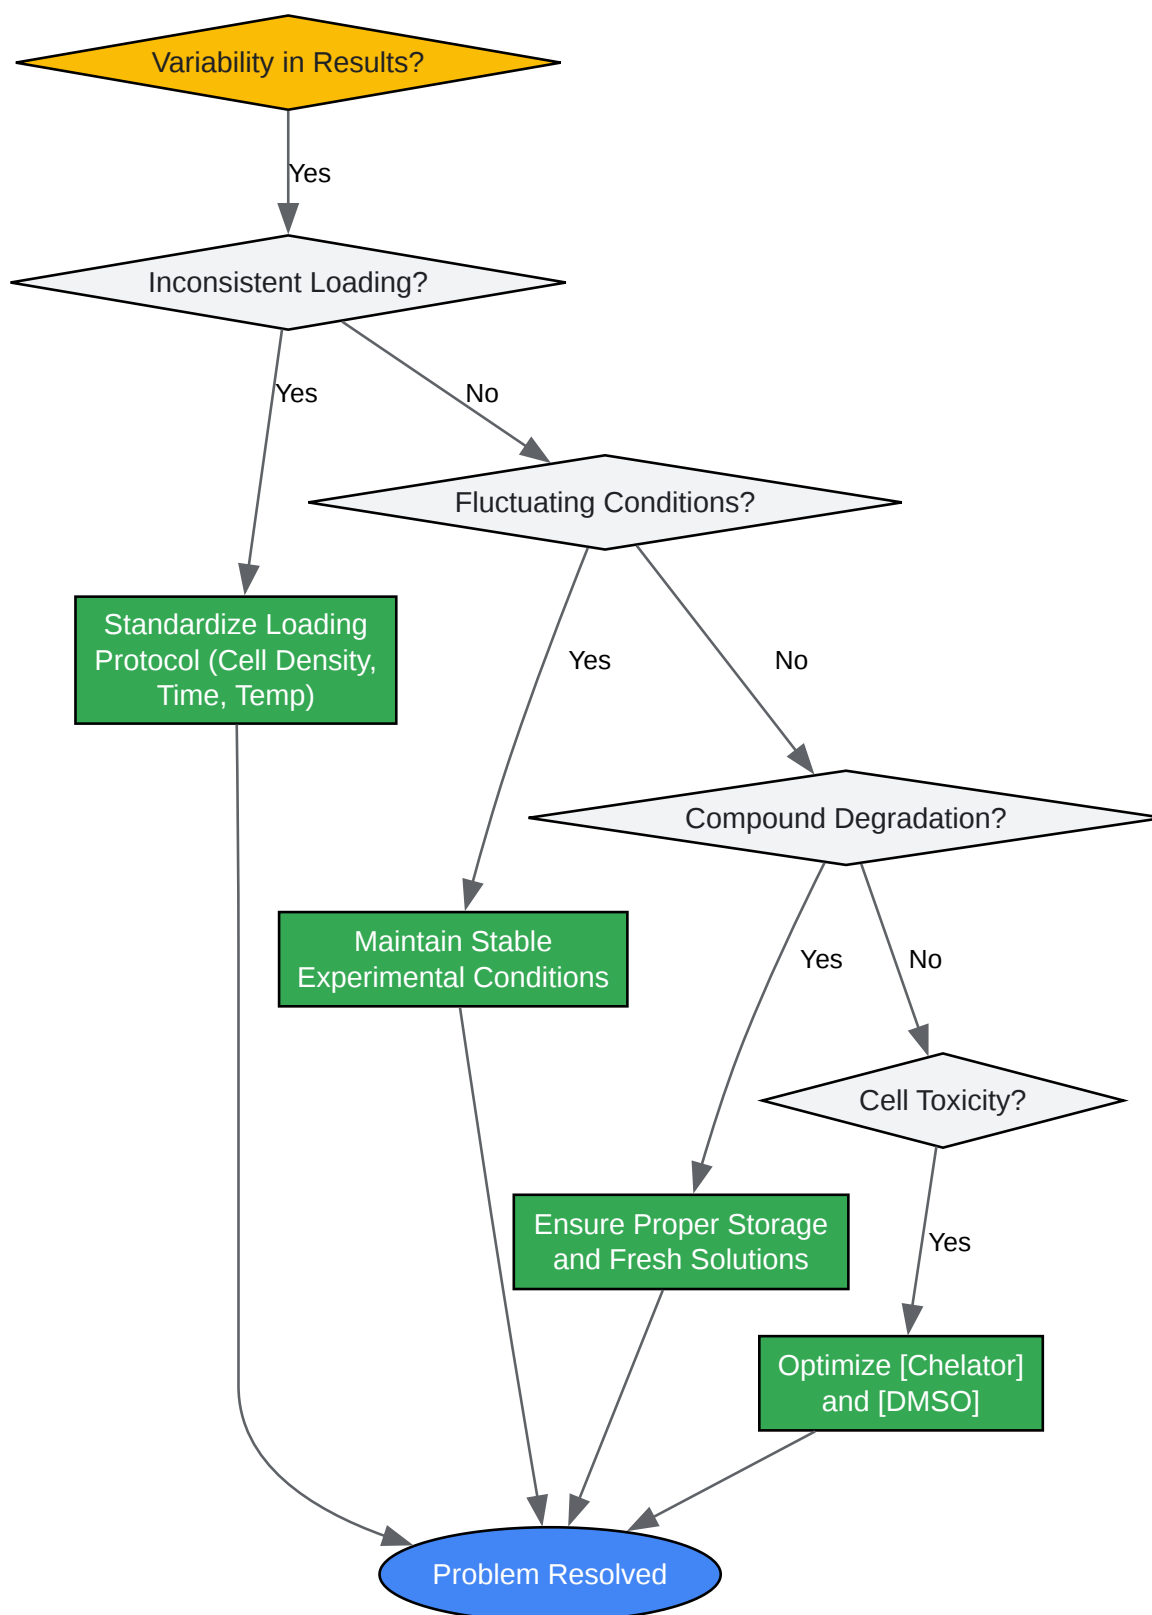 Variability in Results?
Yes
Inconsistent Loading?
Yes
No
Fluctuating Conditions?
Standardize Loading
Protocol (Cell Density,
Time, Temp)
Yes
No
Compound Degradation?
Maintain Stable
Experimental Conditions
Yes
No
Cell Toxicity?
Ensure Proper Storage
and Fresh Solutions
Yes
Optimize [Chelator]
and [DMSO]
Problem Resolved